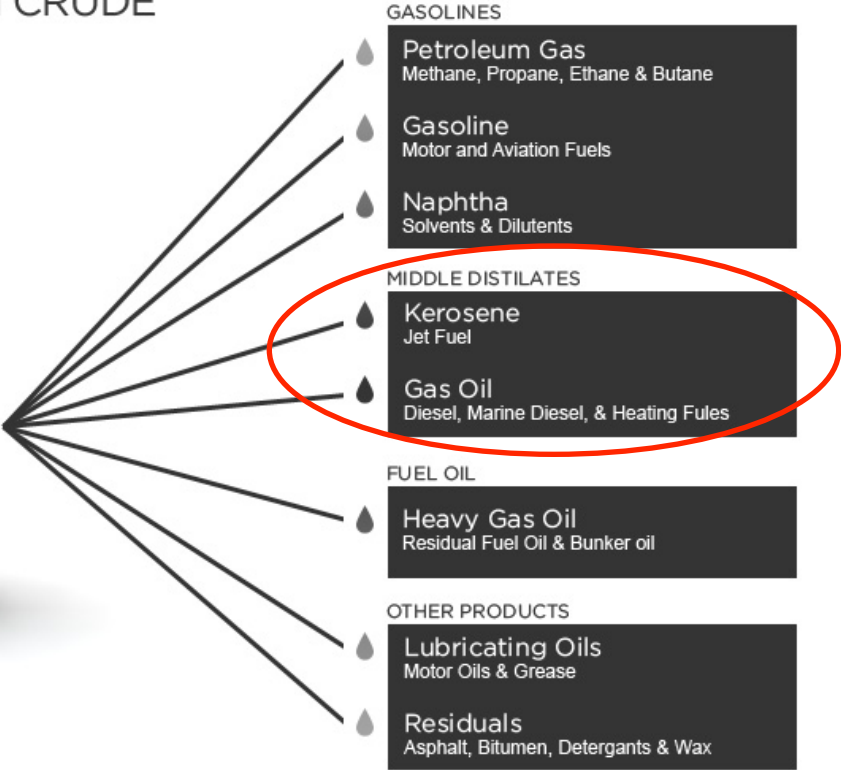 CRUDE
GASOLINES
Petroleum Gas
Methane, Propane, Ethane & Butane
Gasoline
Motor and Aviation Fuels
Naphtha
Solvents & Dilutents
MIDDLE DISTILATES
Kerosene
Jet Fuel
Gas Oil
Diesel, Marine Diesel, & Heating Fules
FUEL OIL
Heavy Gas Oil
Residual Fuel Oil & Bunker oil
OTHER PRODUCTS
Lubricating Oils
Motor Oils & Grease
Residuals
Asphalt, Bitumen, Detergants & Wax